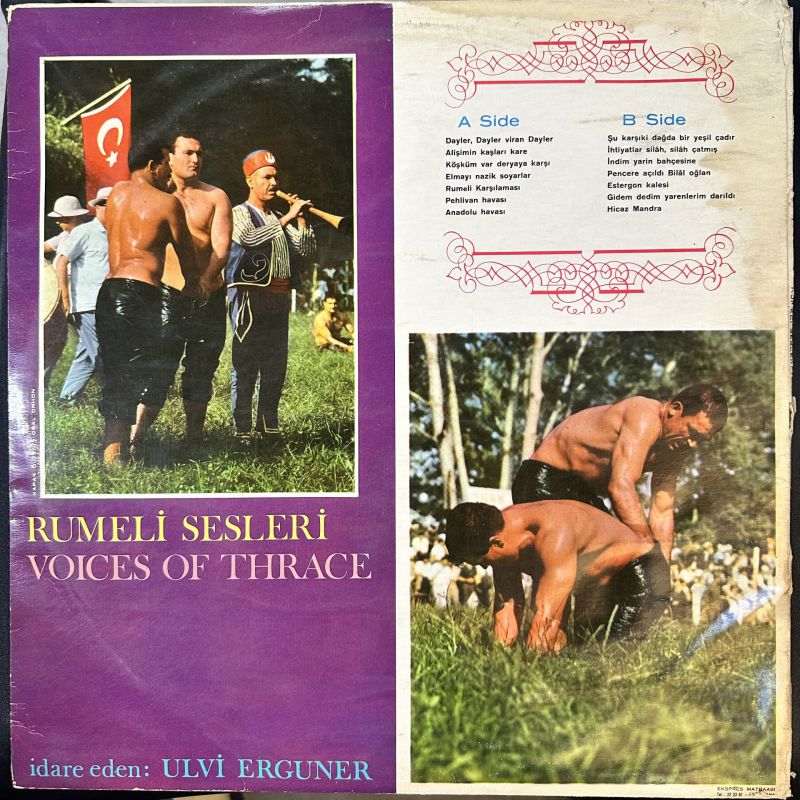 A Side
Dayler, Dayler viran Dayler
Alişimin kaşları kare
Köşküm var deryaya karşı
Elmayı nazik soyarlar
Rumeli Karşılaması
Pehlivan havası
Anadolu havası
B Side
Şu karşıki dağda bir yeşil çadır
İhtiyatlar silâh, silâh çatmış
İndim yarin bahçesine
Pencere açıldı Bilâl oğlan
Estergon kalesi
Gidem dedim yarenlerim darıldı
Hicaz Mandra
RUMELİ SESLERİ
VOICES OF THRACE
idare eden: ULVİ ERGUNER
EKSPRES MATBAASI